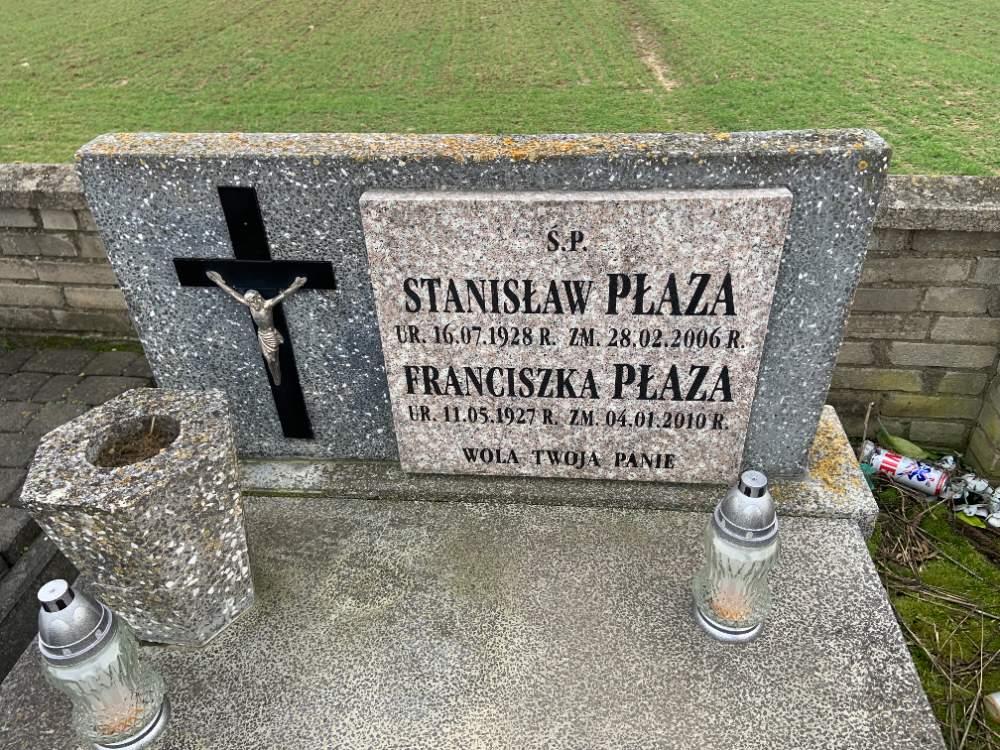 Ś.P.
STANISŁAW PŁAZA
UR. 16.07.1928 R. ZM. 28.02.2006 R.
FRANCISZKA PŁAZA
UR. 11.05.1927 R. ZM. 04.01.2010 R.
WOLA TWOJA PANIE